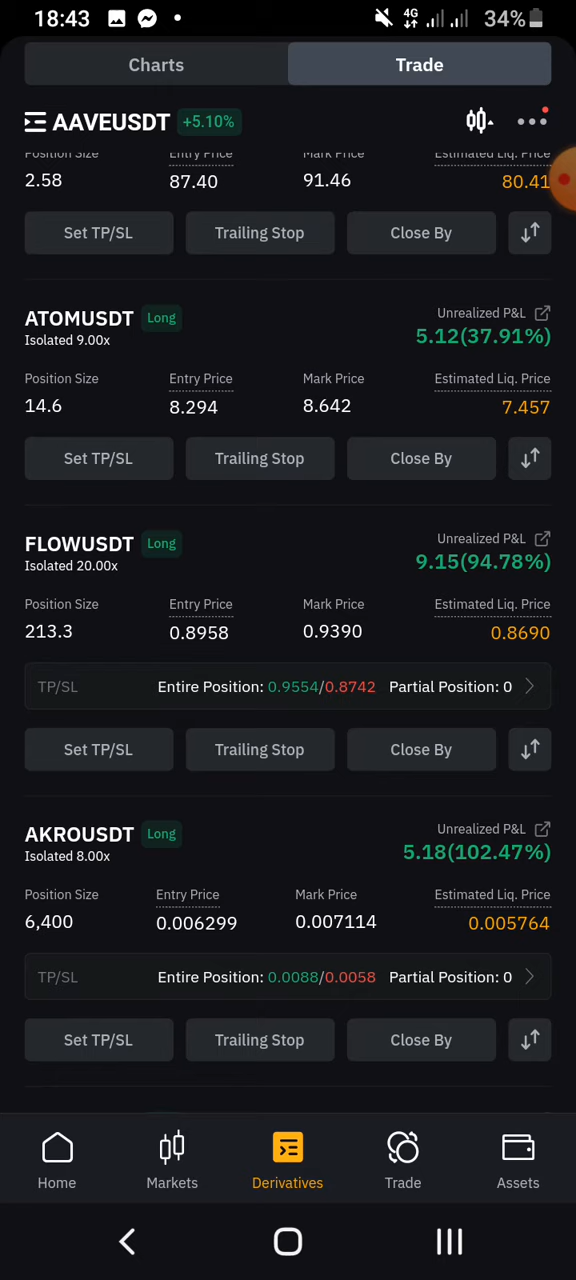 18:43 4G 34%
Charts Trade
AAVEUSDT +5.10%
Position Size Entry Price Mark Price Estimated Liq. Price
2.58 87.40 91.46 80.41
Set TP/SL Trailing Stop Close By
ATOMUSDT Long Unrealized P&L
Isolated 9.00x 5.12(37.91%)
Position Size Entry Price Mark Price Estimated Liq. Price
14.6 8.294 8.642 7.457
Set TP/SL Trailing Stop Close By
FLOWUSDT Long Unrealized P&L
Isolated 20.00x 9.15(94.78%)
Position Size Entry Price Mark Price Estimated Liq. Price
213.3 0.8958 0.9390 0.8690
TP/SL Entire Position: 0.9554/0.8742 Partial Position: 0
Set TP/SL Trailing Stop Close By
AKROUSDT Long Unrealized P&L
Isolated 8.00x 5.18(102.47%)
Position Size Entry Price Mark Price Estimated Liq. Price
6,400 0.006299 0.007114 0.005764
TP/SL Entire Position: 0.0088/0.0058 Partial Position: 0
Set TP/SL Trailing Stop Close By
Home Markets Derivatives Trade Assets